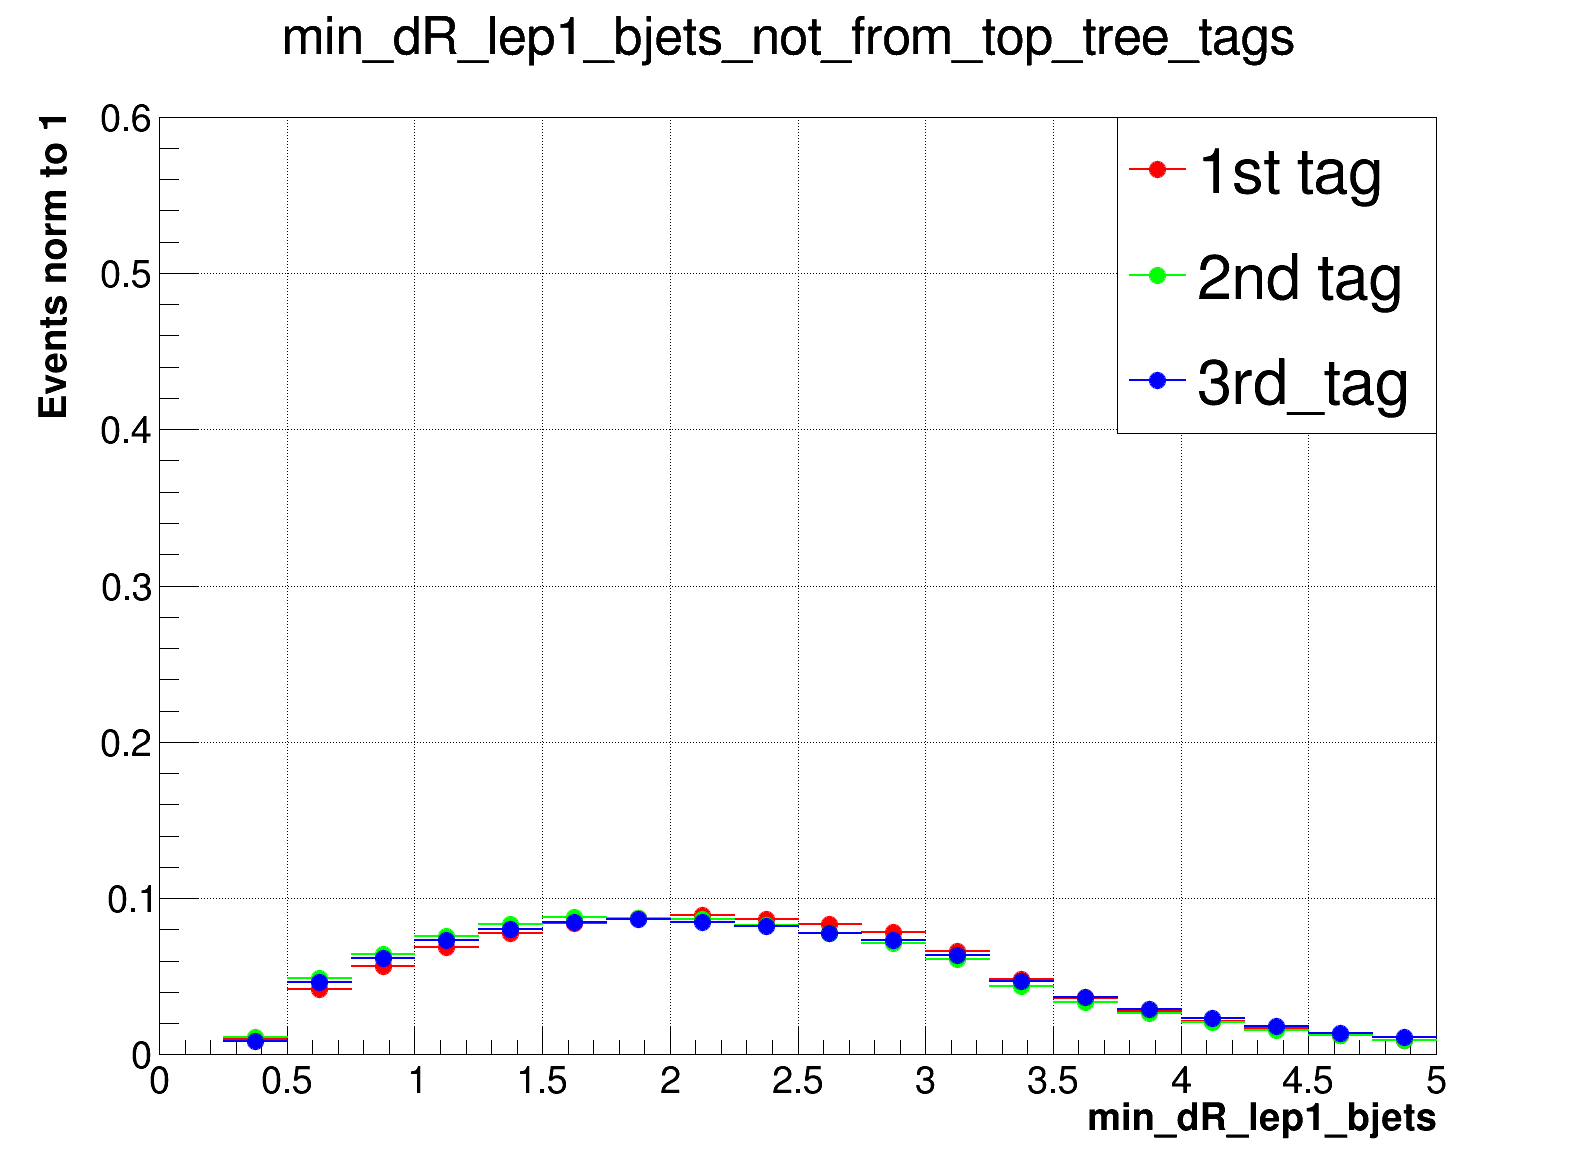 min_dR_lep1_bjets_not_from_top_tree_tags
Events norm to 1
0.6
0.5
0.4
0.3
0.2
0.1
0
1st tag
2nd tag
3rd_tag
0 0.5 1 1.5 2 2.5 3 3.5 4 4.5 5
min_dR_lep1_bjets